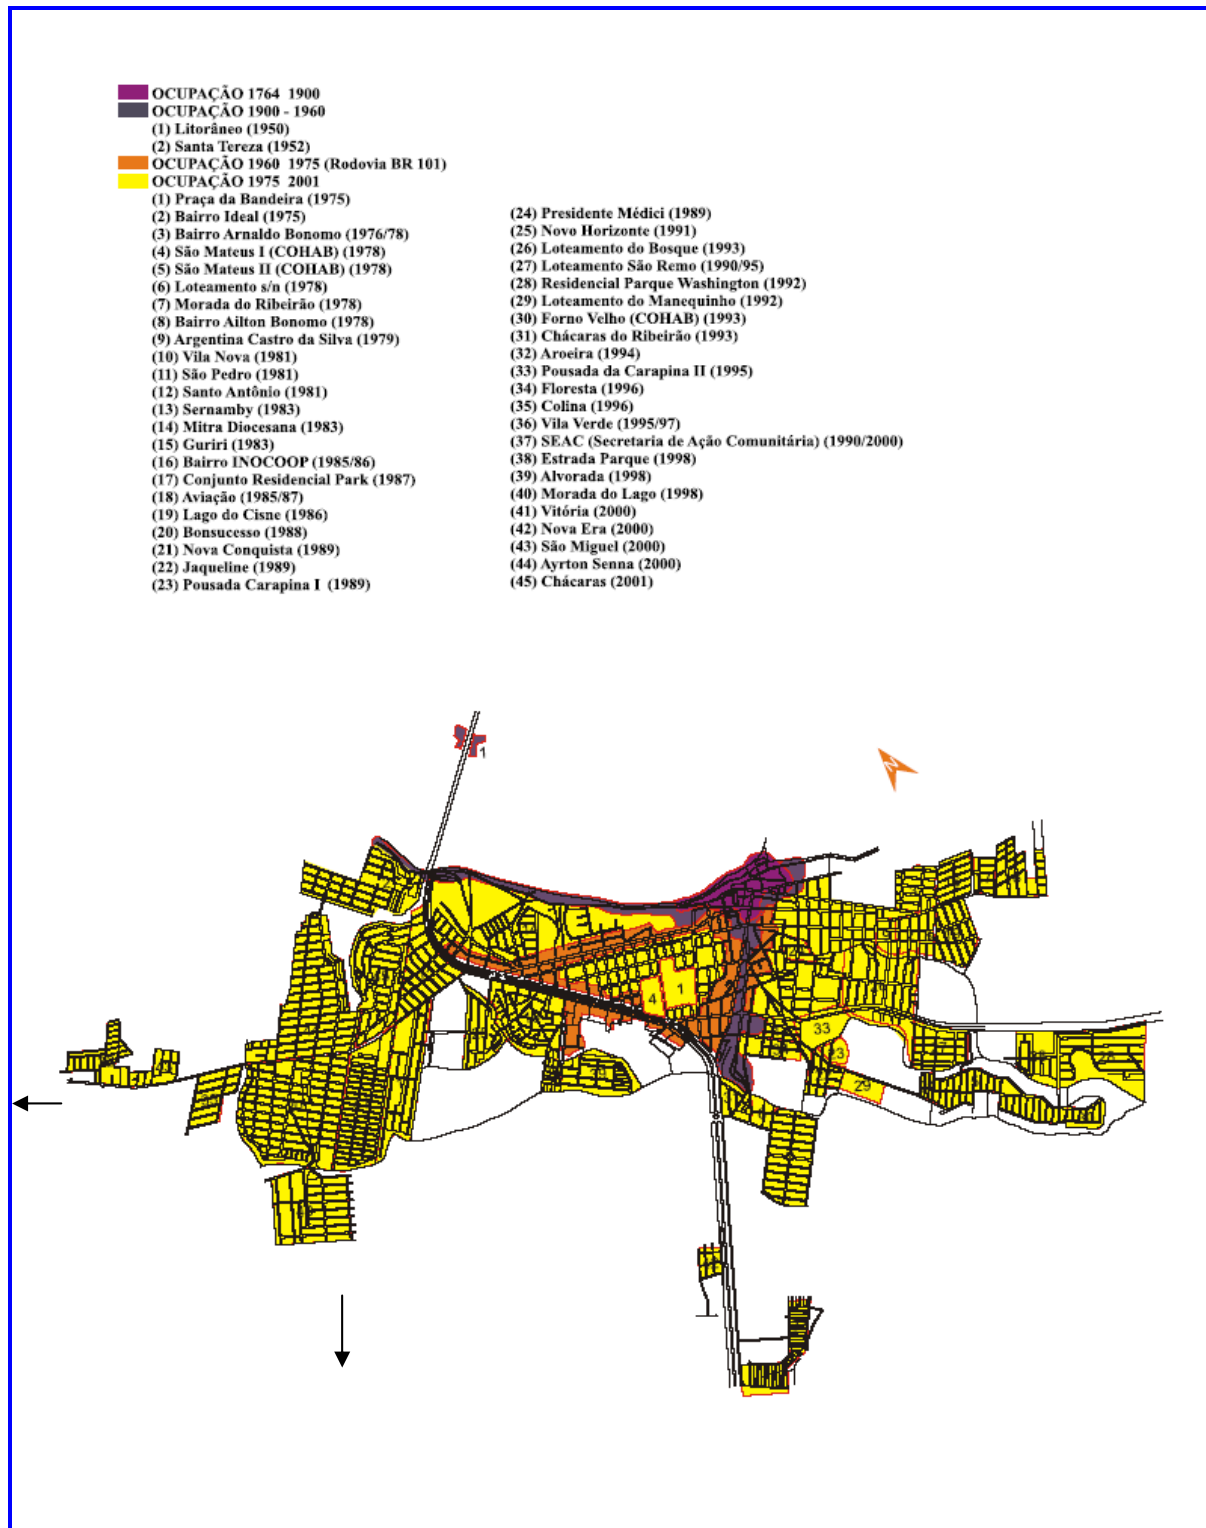 OCUPAÇÃO 1764 1900
OCUPAÇÃO 1900 - 1960
(1) Litorâneo (1950)
(2) Santa Tereza (1952)
OCUPAÇÃO 1960 1975 (Rodovia BR 101)
OCUPAÇÃO 1975 2001
(1) Praça da Bandeira (1975)
(2) Bairro Ideal (1975)
(3) Bairro Arnaldo Bonomo (1976/78)
(4) São Mateus I (COHAB) (1978)
(5) São Mateus II (COHAB) (1978)
(6) Loteamento s/n (1978)
(7) Morada do Ribeirão (1978)
(8) Bairro Ailton Bonomo (1978)
(9) Argentina Castro da Silva (1979)
(10) Vila Nova (1981)
(11) São Pedro (1981)
(12) Santo Antônio (1981)
(13) Sernamby (1983)
(14) Mitra Diocesana (1983)
(15) Guriri (1983)
(16) Bairro INOCOOP (1985/86)
(17) Conjunto Residencial Park (1987)
(18) Aviação (1985/87)
(19) Lago do Cisne (1986)
(20) Bonsucesso (1988)
(21) Nova Conquista (1989)
(22) Jaqueline (1989)
(23) Pousada Carapina I (1989)
(24) Presidente Médici (1989)
(25) Novo Horizonte (1991)
(26) Loteamento do Bosque (1993)
(27) Loteamento São Remo (1990/95)
(28) Residencial Parque Washington (1992)
(29) Loteamento do Manequinho (1992)
(30) Forno Velho (COHAB) (1993)
(31) Chácaras do Ribeirão (1993)
(32) Aroeira (1994)
(33) Pousada da Carapina II (1995)
(34) Floresta (1996)
(35) Colina (1996)
(36) Vila Verde (1995/97)
(37) SEAC (Secretaria de Ação Comunitária) (1990/2000)
(38) Estrada Parque (1998)
(39) Alvorada (1998)
(40) Morada do Lago (1998)
(41) Vitória (2000)
(42) Nova Era (2000)
(43) São Miguel (2000)
(44) Ayrton Senna (2000)
(45) Chácaras (2001)
1
N
1
4
33
23
29